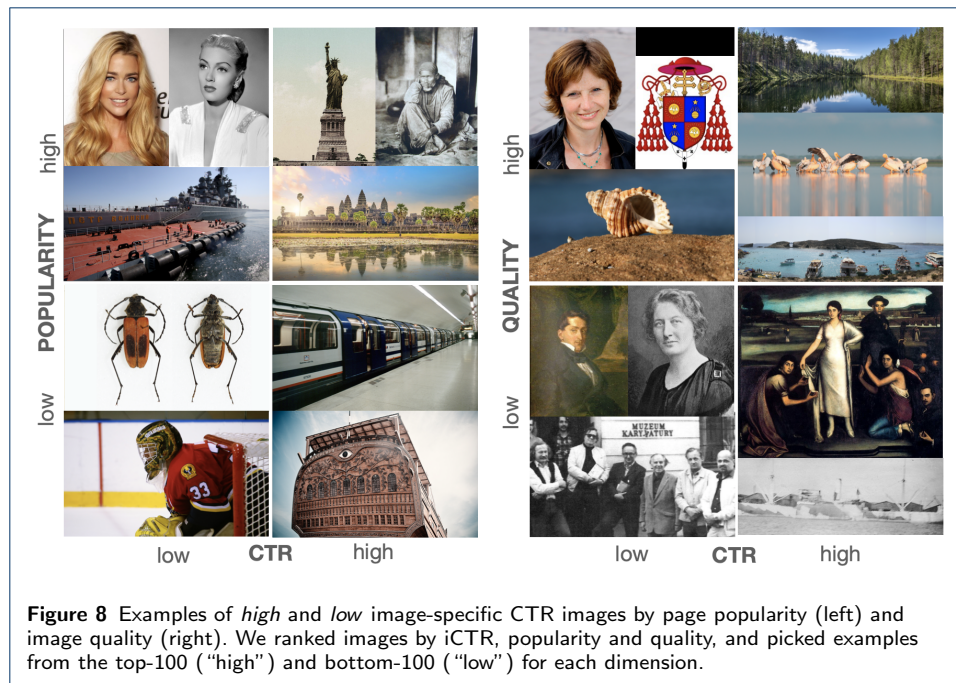 high
POPULARITY
low
33
low CTR high
high
QUALITY
low
MUZEUM
KARYKATURY
low CTR high
Figure 8 Examples of high and low image-specific CTR images by page popularity (left) and
image quality (right). We ranked images by iCTR, popularity and quality, and picked examples
from the top-100 (“high”) and bottom-100 (“low”) for each dimension.